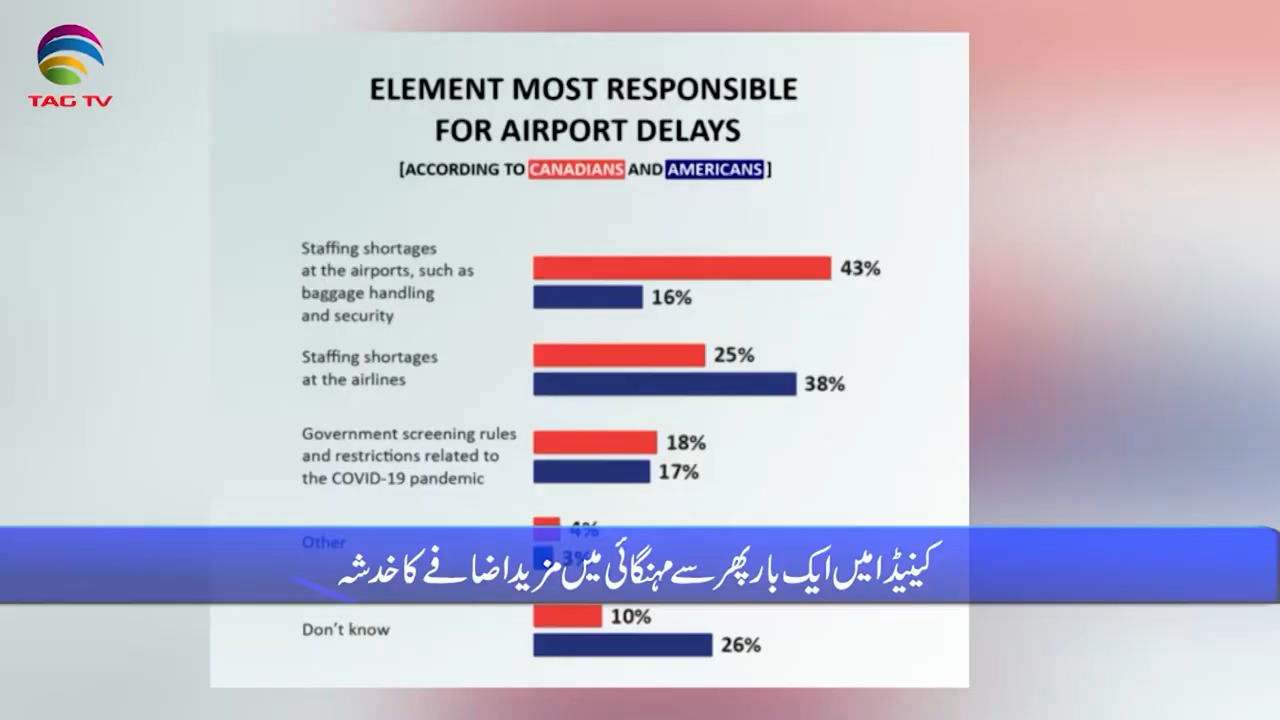 TAG TV
ELEMENT MOST RESPONSIBLE
FOR AIRPORT DELAYS
[ACCORDING TO CANADIANS AND AMERICANS]
Staffing shortages
at the airports, such as
baggage handling
and security
43%
16%
Staffing shortages
at the airlines
25%
38%
Government screening rules
and restrictions related to
the COVID-19 pandemic
18%
17%
Other
4%
3%
کینیڈا میں ایک بار پھر سے مہنگائی میں مزید اضافے کا خدشہ
Don't know
10%
26%